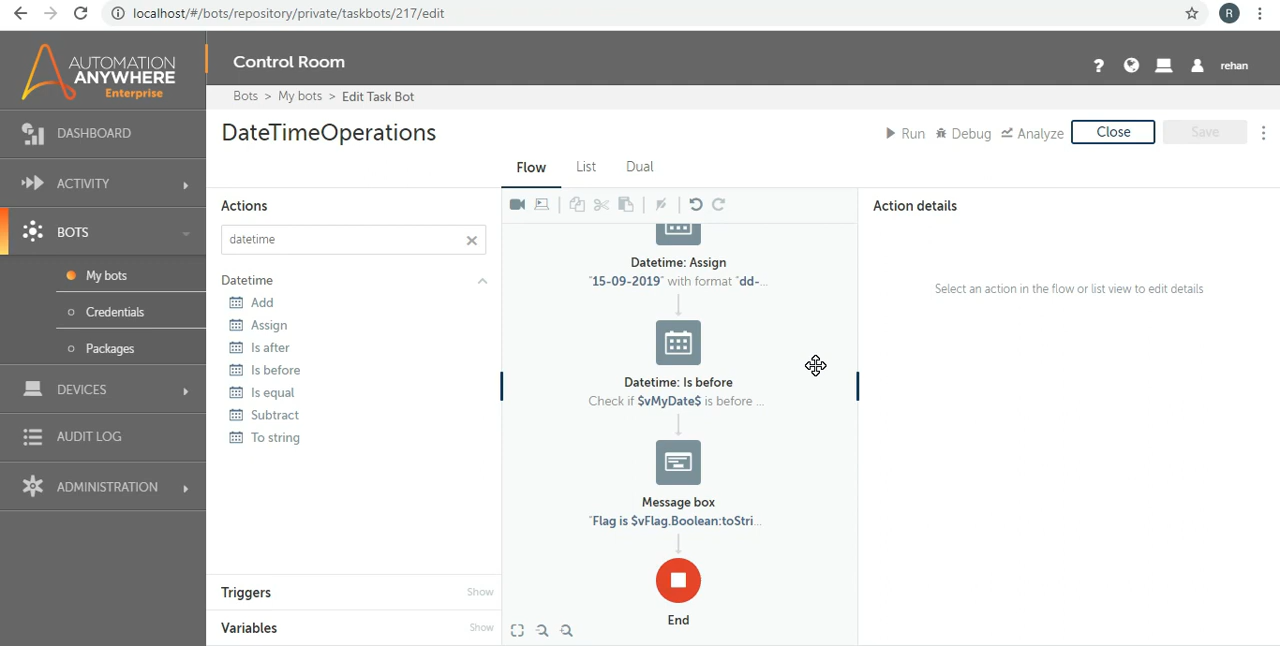 localhost/#/bots/repository/private/taskbots/217/edit
R
AUTOMATION
ANYWHERE
Enterprise
Control Room
?
rehan
Bots > My bots > Edit Task Bot
DASHBOARD
ACTIVITY
BOTS
My bots
Credentials
Packages
DEVICES
AUDIT LOG
ADMINISTRATION
DateTimeOperations
Run
Debug
Analyze
Close
Save
Flow
List
Dual
Actions
datetime
Datetime
Add
Assign
Is after
Is before
Is equal
Subtract
To string
Triggers
Show
Variables
Show
Datetime: Assign
"15-09-2019" with format "dd-...
Datetime: Is before
Check if $vMyDate$ is before ...
Message box
"Flag is $vFlag.Boolean:toStri...
End
Action details
Select an action in the flow or list view to edit details